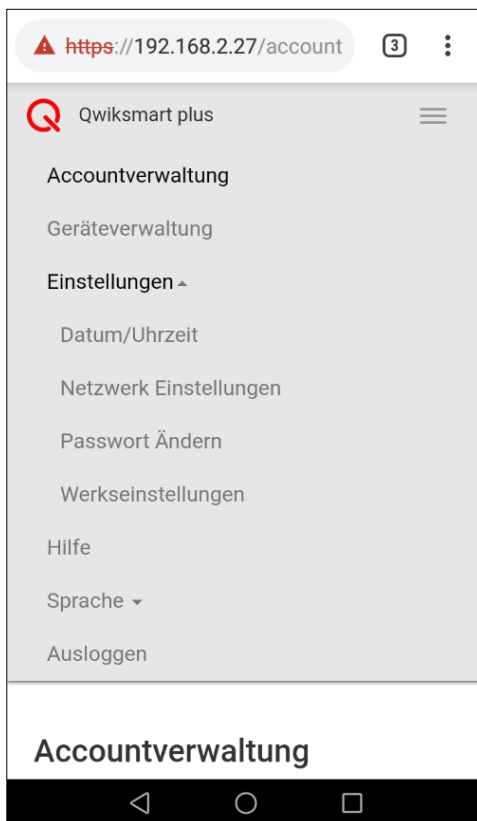 https://192.168.2.27/account 3
Qwiksmart plus
Accountverwaltung
Geräteverwaltung
Einstellungen
Datum/Uhrzeit
Netzwerk Einstellungen
Passwort Ändern
Werkseinstellungen
Hilfe
Sprache
Ausloggen
Accountverwaltung